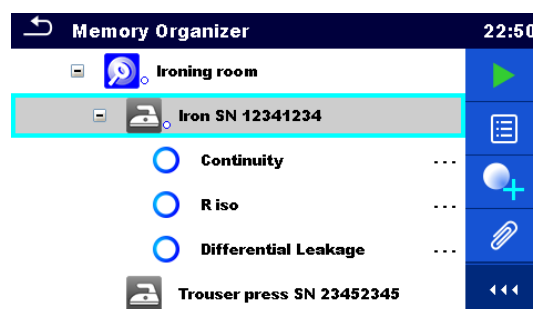 Memory Organizer 22:50
Ironing room
Iron SN 12341234
Continuity ---
R iso ---
Differential Leakage ---
Trouser press SN 23452345